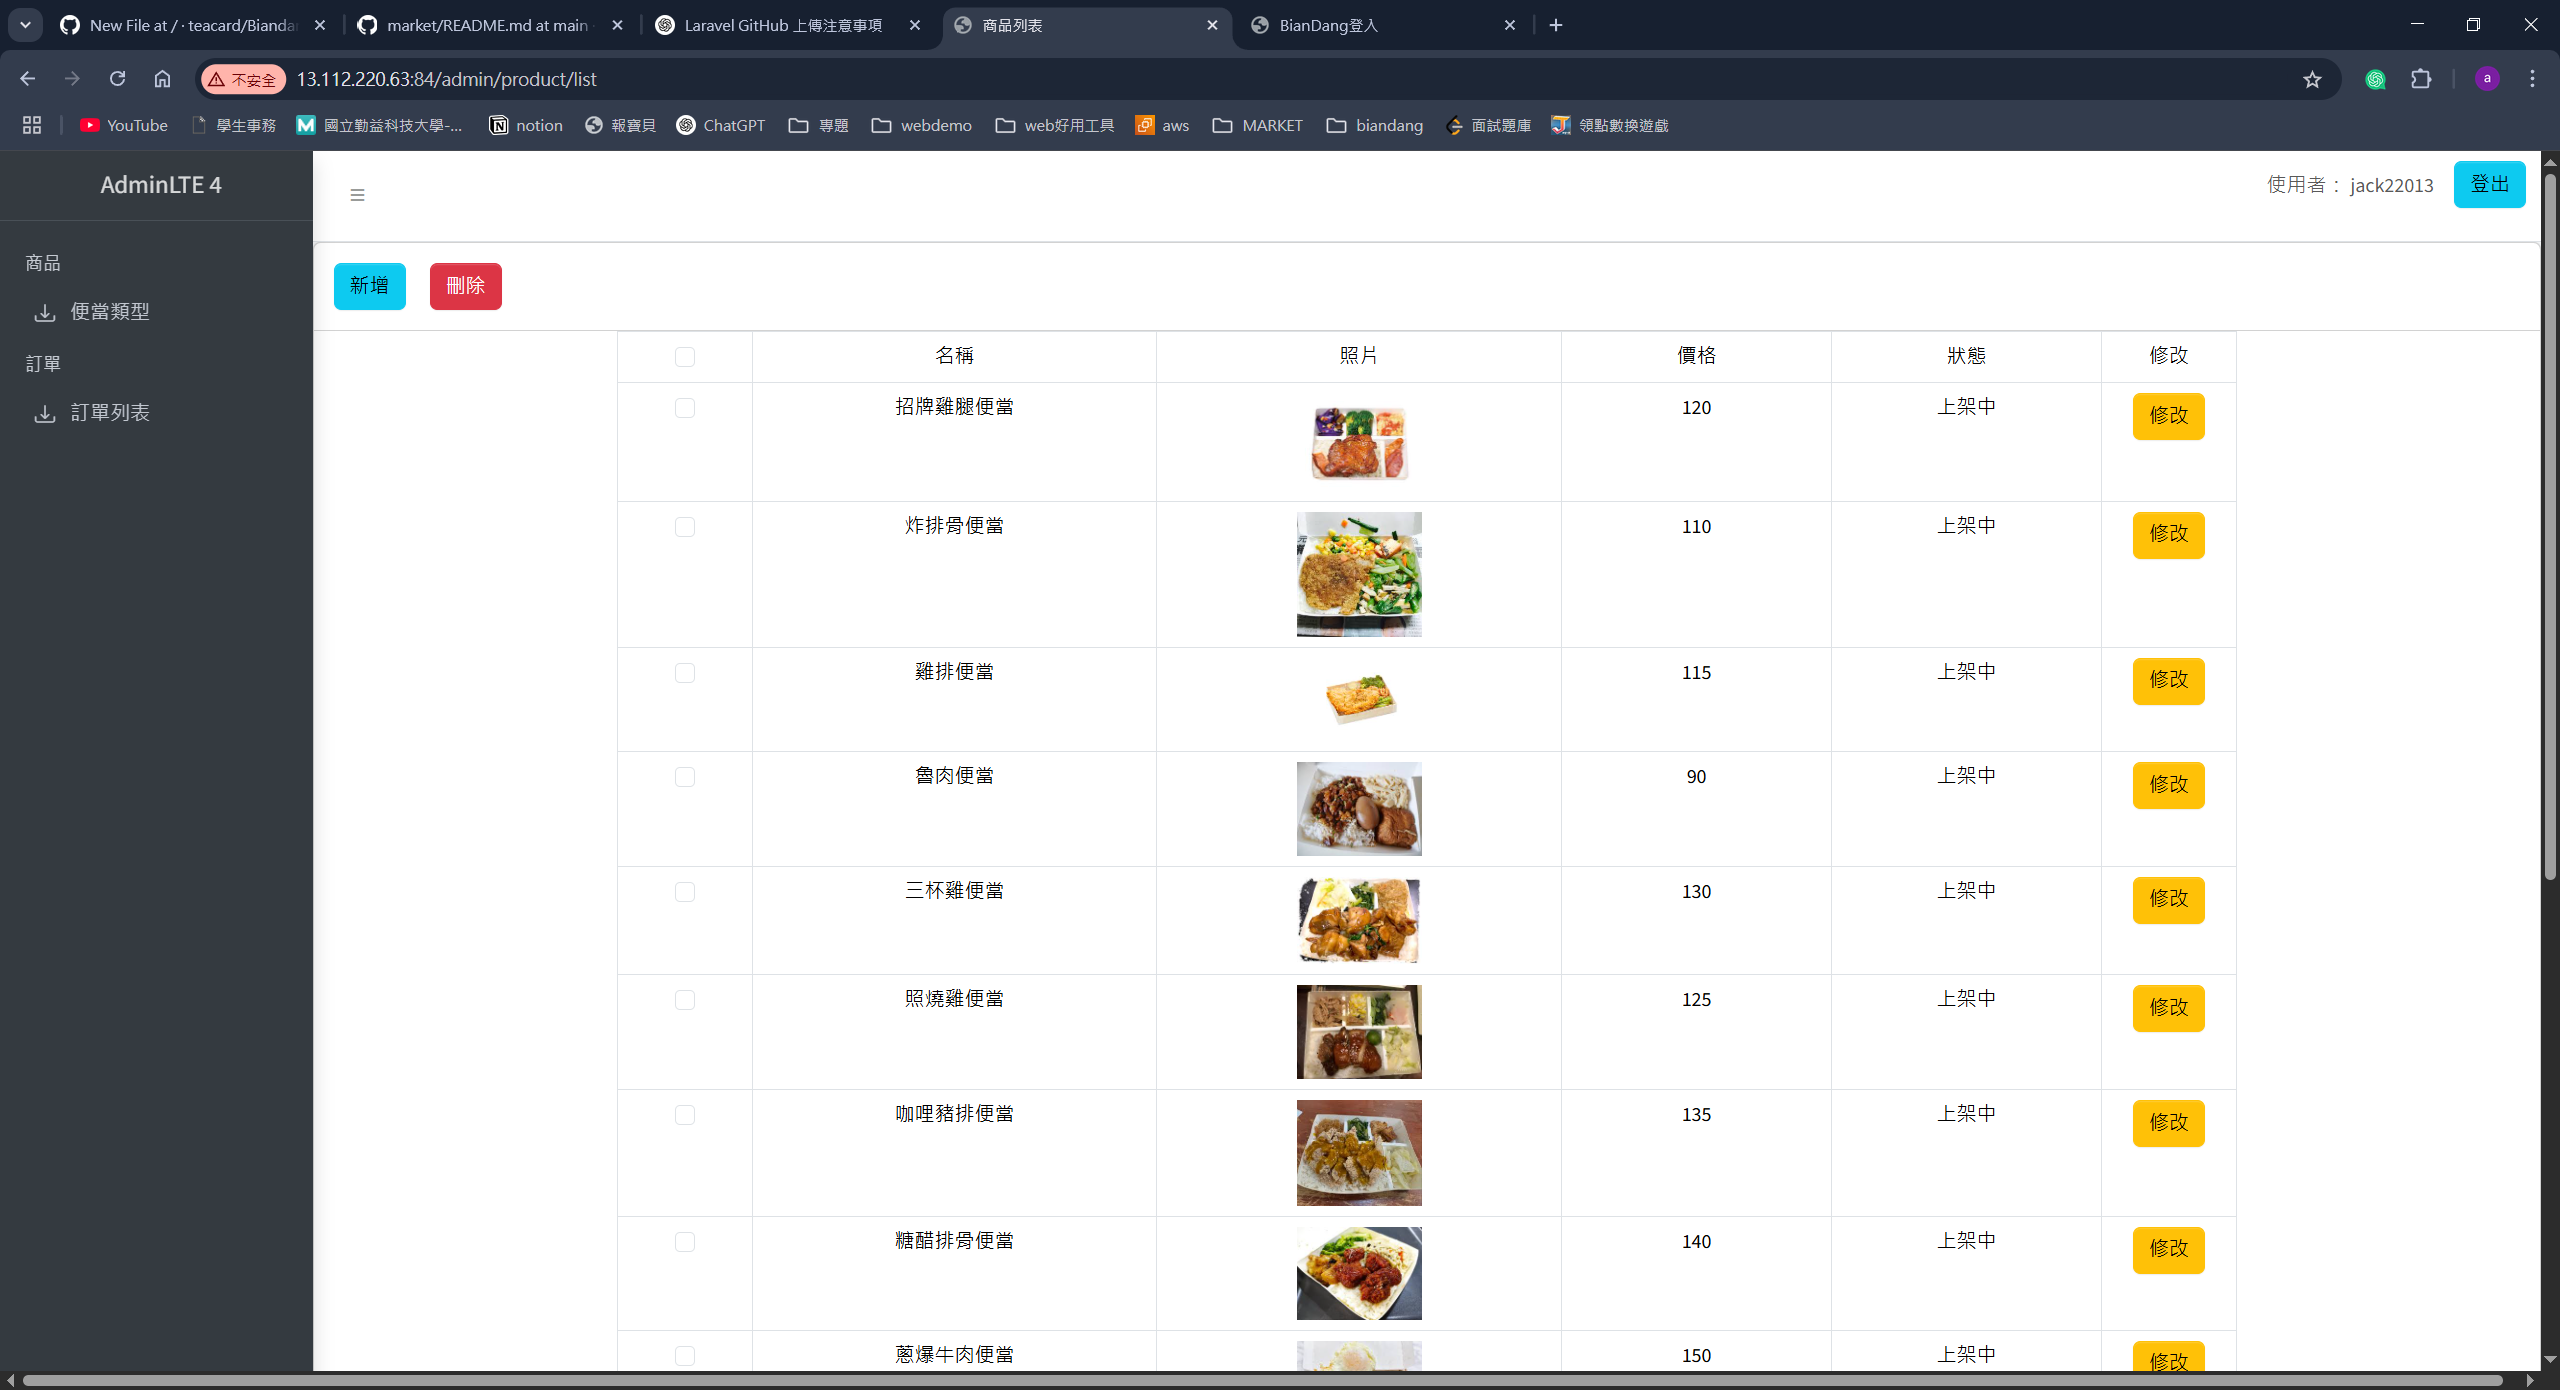 New File at / · teacard/Bianda
market/README.md at main ·
Laravel GitHub 上傳注意事項
商品列表
BianDang登入
不安全
13.112.220.63:84/admin/product/list
a
YouTube
學生事務
國立勤益科技大學-...
notion
報寶貝
ChatGPT
專題
webdemo
web好用工具
aws
MARKET
biandang
面試題庫
領點數換遊戲
AdminLTE 4
使用者： jack22013
登出
商品
便當類型
訂單
訂單列表
新增
刪除
名稱 照片 價格 狀態 修改
招牌雞腿便當 120 上架中 修改
炸排骨便當 110 上架中 修改
雞排便當 115 上架中 修改
魯肉便當 90 上架中 修改
三杯雞便當 130 上架中 修改
照燒雞便當 125 上架中 修改
咖哩豬排便當 135 上架中 修改
糖醋排骨便當 140 上架中 修改
蔥爆牛肉便當 150 上架中 修改